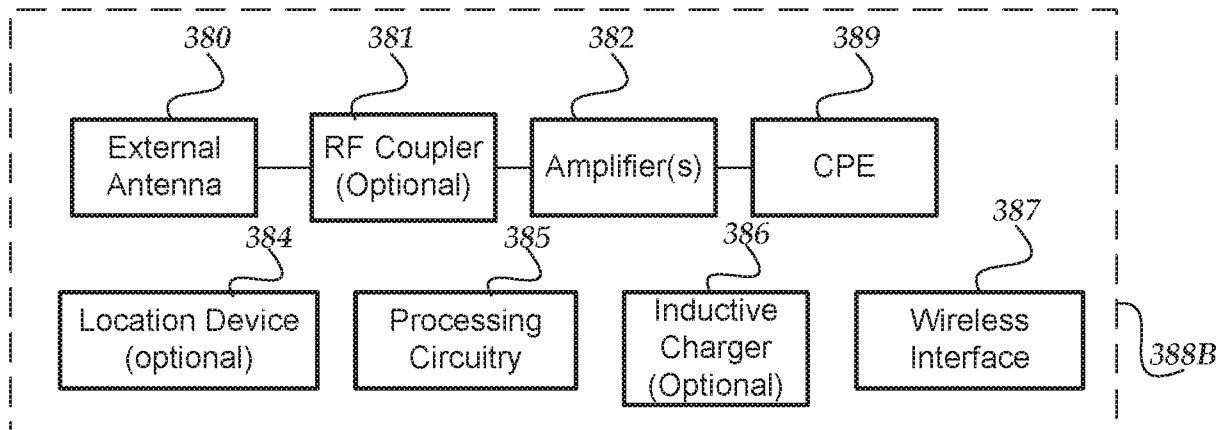 380
381
382
389
External
Antenna
RF Coupler
(Optional)
Amplifier(s)
CPE
384
385
386
387
Location Device
(optional)
Processing
Circuitry
Inductive
Charger
(Optional)
Wireless
Interface
388B